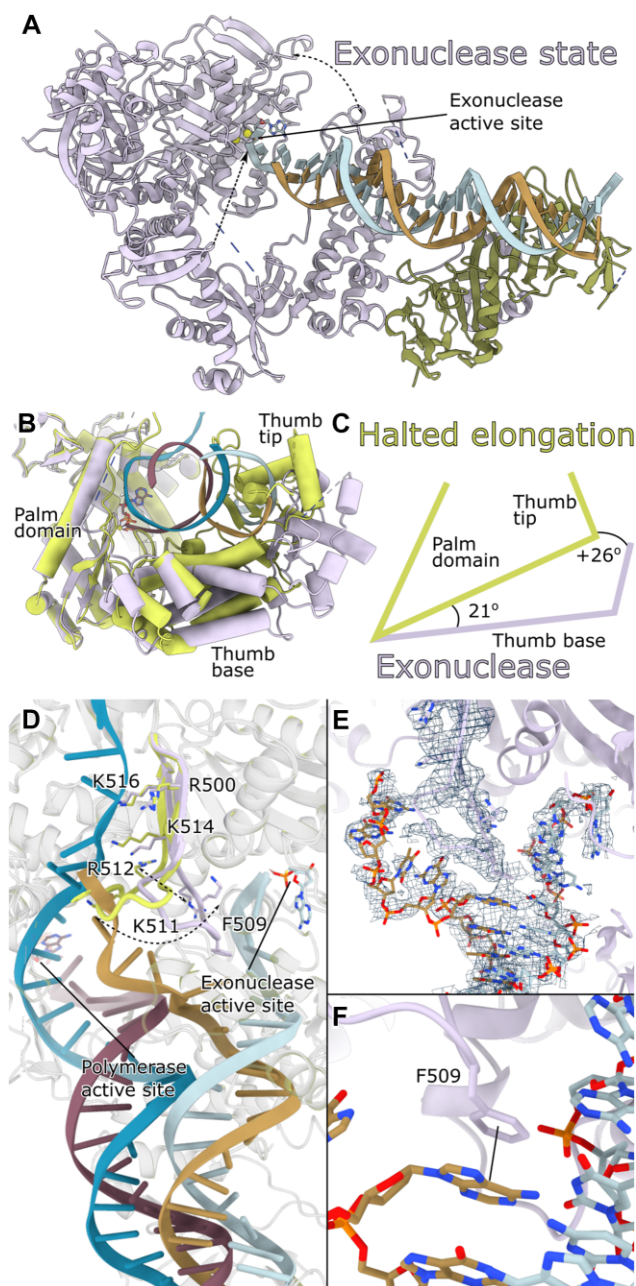 A
Exonuclease state
Exonuclease
active site
B
Thumb
tip
Palm
domain
Thumb
base
C
Halted elongation
Thumb
tip
Palm
domain
+26°
21°
Thumb base
Exonuclease
D
K516
R500
K514
R512
K511
F509
Exonuclease
active site
Polymerase
active site
E
F
F509